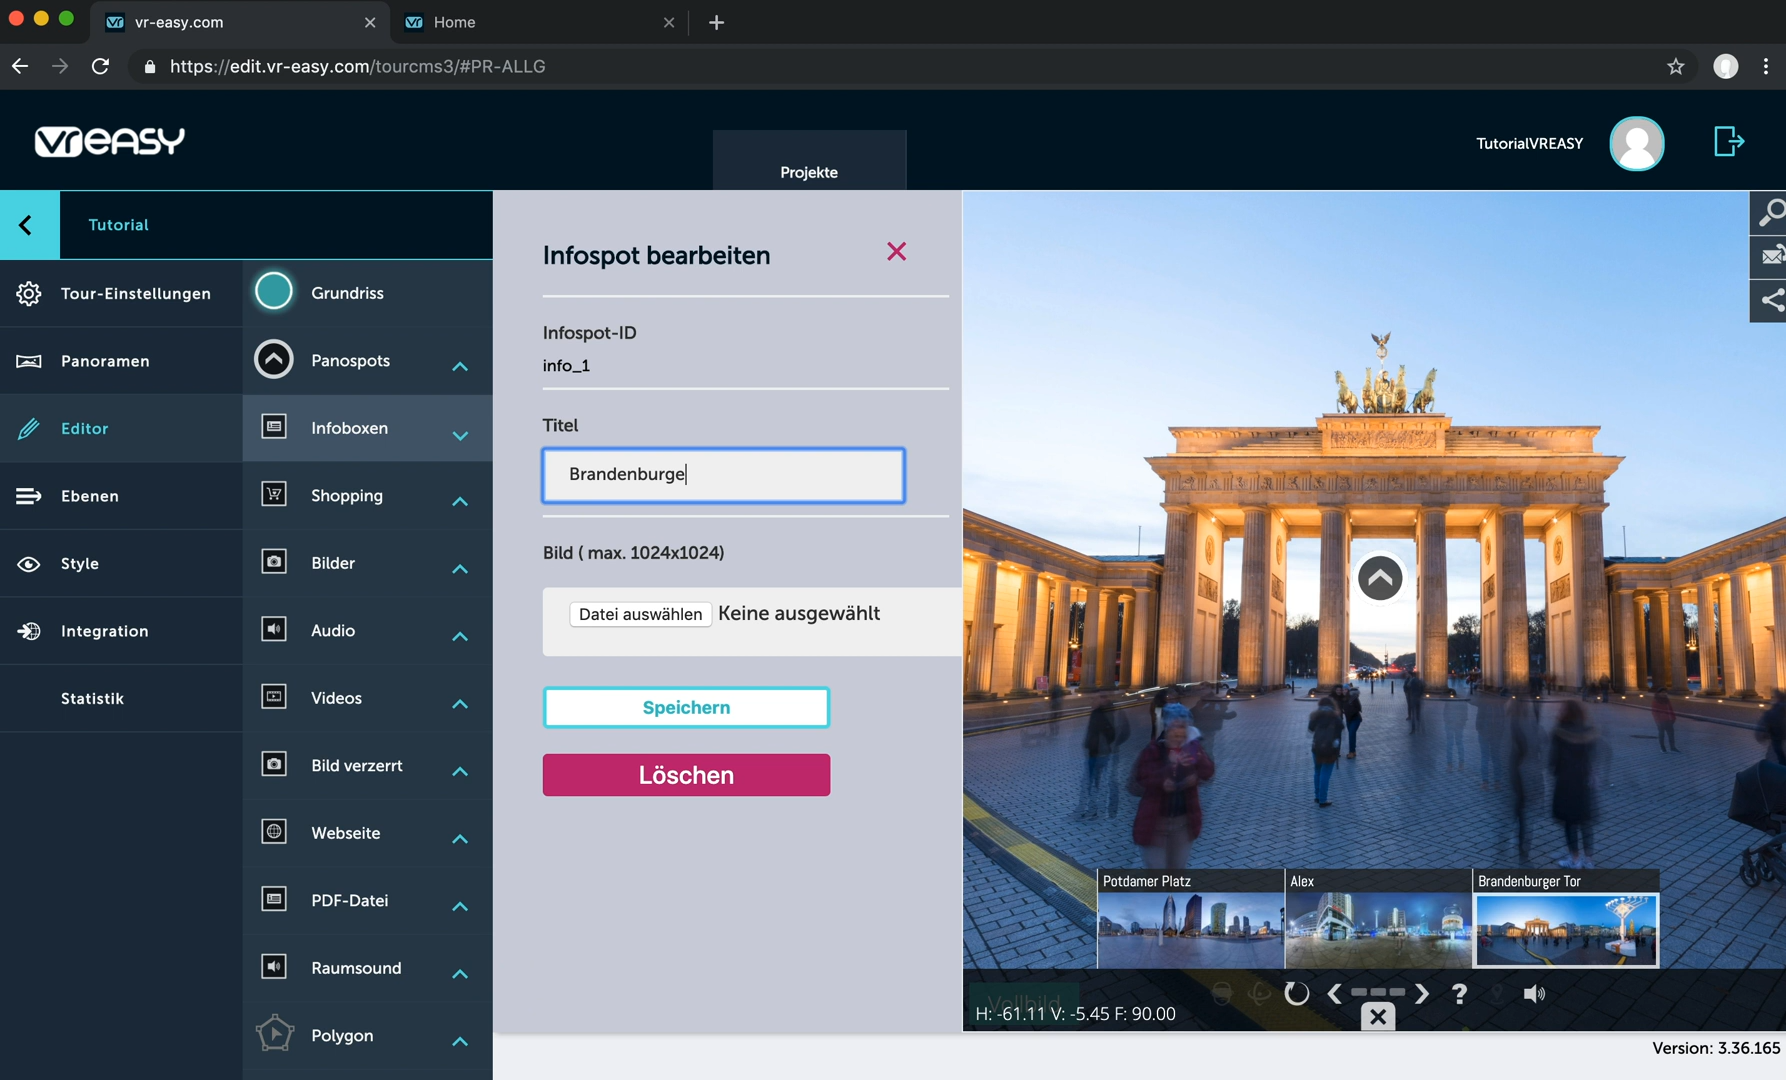 vr-easy.com
Home
https://edit.vr-easy.com/tourcms3/#PR-ALLG
vreasy
Projekte
TutorialVREASY
Tutorial
Tour-Einstellungen
Panoramen
Editor
Ebenen
Style
Integration
Statistik
Grundriss
Panospots
Infoboxen
Shopping
Bilder
Audio
Videos
Bild verzerrt
Webseite
PDF-Datei
Raumsound
Polygon
Infospot bearbeiten
Infospot-ID
info_1
Titel
Brandenburge
Bild ( max. 1024x1024)
Datei auswählen Keine ausgewählt
Speichern
Löschen
Potdamer Platz
Alex
Brandenburger Tor
Vollbild
H: -61.11 V: -5.45 F: 90.00
Version: 3.36.165